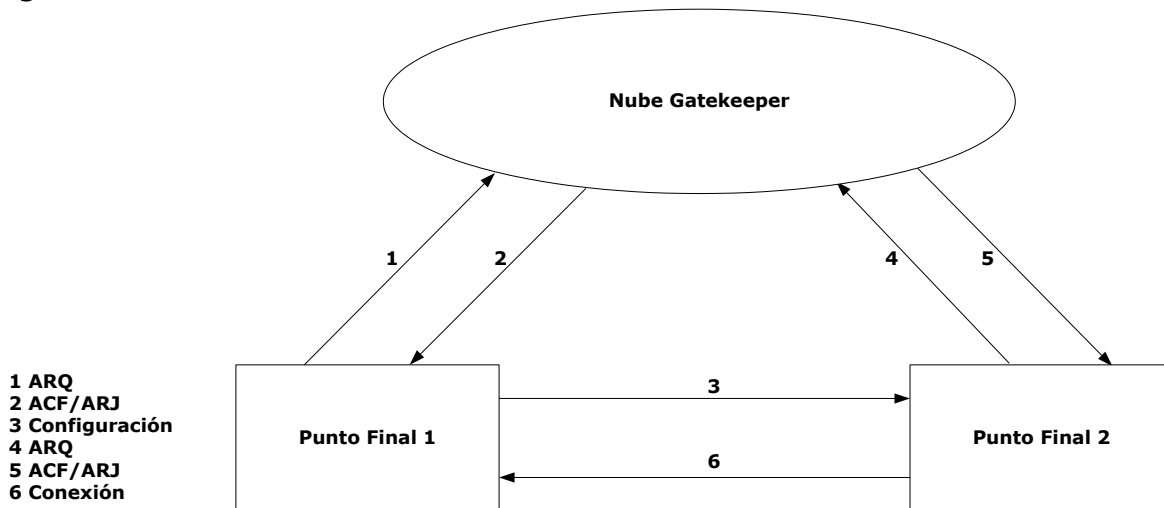 Nube Gatekeeper
1
2
4
5
1 ARQ
2 ACF/ARJ
3 Configuración
4 ARQ
5 ACF/ARJ
6 Conexión
Punto Final 1
3
6
Punto Final 2